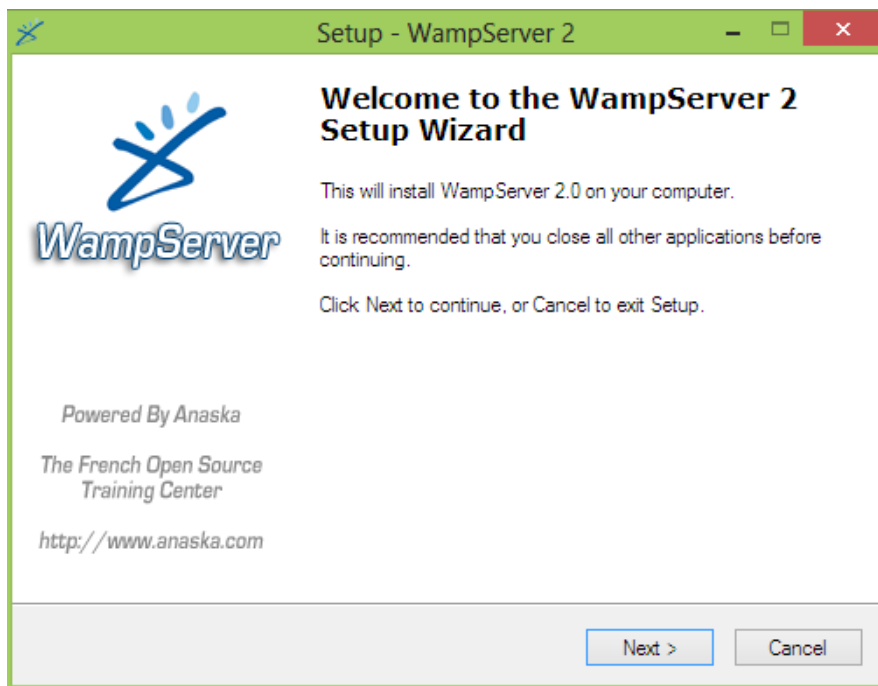 Setup - WampServer 2
Welcome to the WampServer 2
Setup Wizard
This will install WampServer 2.0 on your computer.
It is recommended that you close all other applications before
continuing.
Click Next to continue, or Cancel to exit Setup.
WampServer
Powered By Anaska
The French Open Source
Training Center
http://www.anaska.com
Next >
Cancel